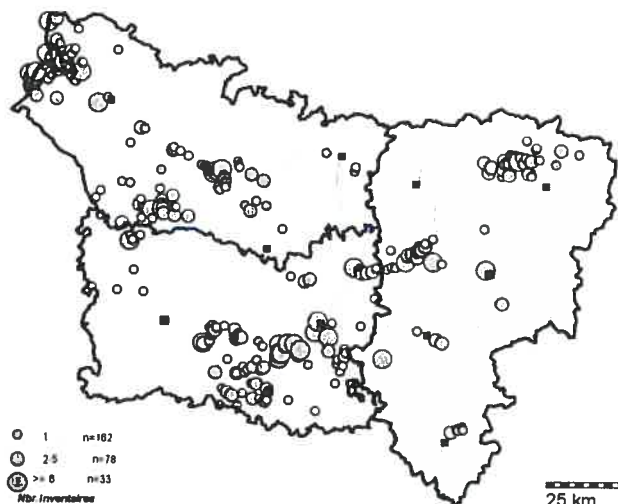 1 n=162
2-5 n=78
>= 6 n=33
Nbr. Inventaires
25 km